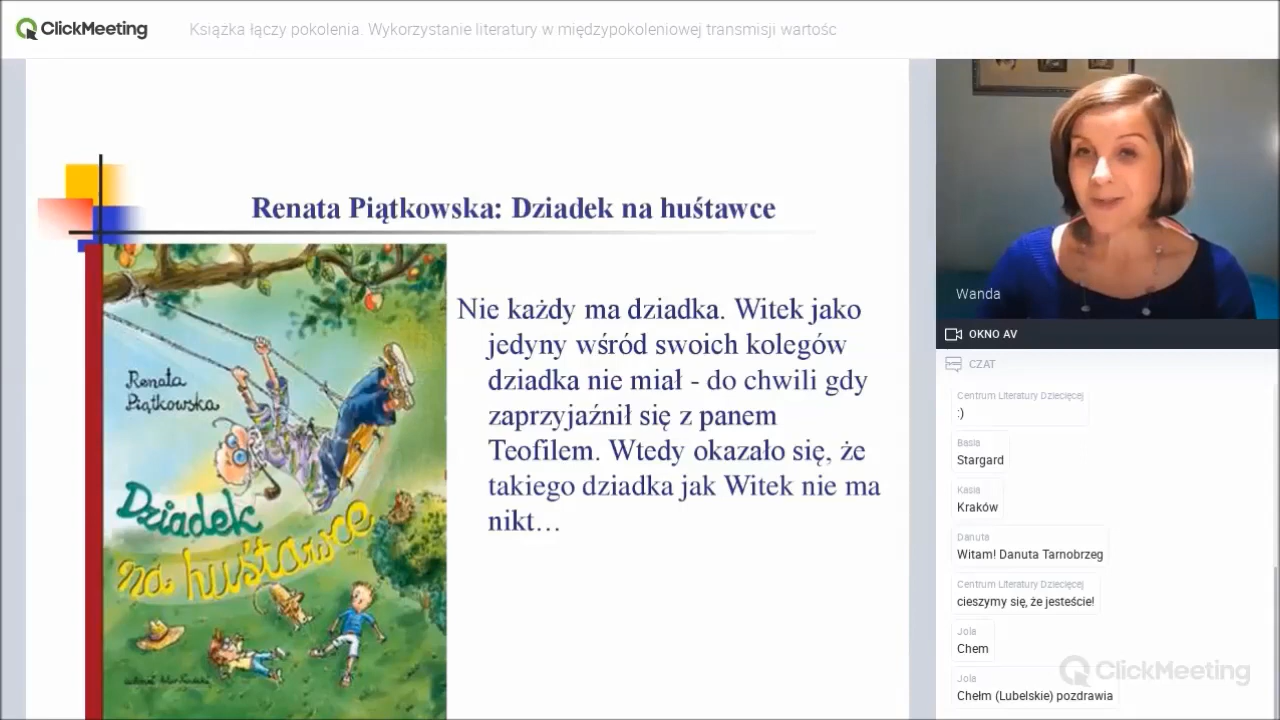 ClickMeeting
Książka łączy pokolenia. Wykorzystanie literatury w międzypokoleniowej transmisji wartośc
Renata Piątkowska: Dziadek na huśtawce
Renata
Piątkowska
Dziadek
na huśtawce
Nie każdy ma dziadka. Witek jako
jedyny wśród swoich kolegów
dziadka nie miał - do chwili gdy
zaprzyjaźnił się z panem
Teofilem. Wtedy okazało się, że
takiego dziadka jak Witek nie ma
nikt…
Wanda
OKNO AV
CZAT
Centrum Literatury Dziecięcej
:)
Basia
Stargard
Kasia
Kraków
Danuta
Witam! Danuta Tarnobrzeg
Centrum Literatury Dziecięcej
cieszymy się, że jesteście!
Jola
Chem
Jola
Chełm (Lubelskie) pozdrawia
ClickMeeting